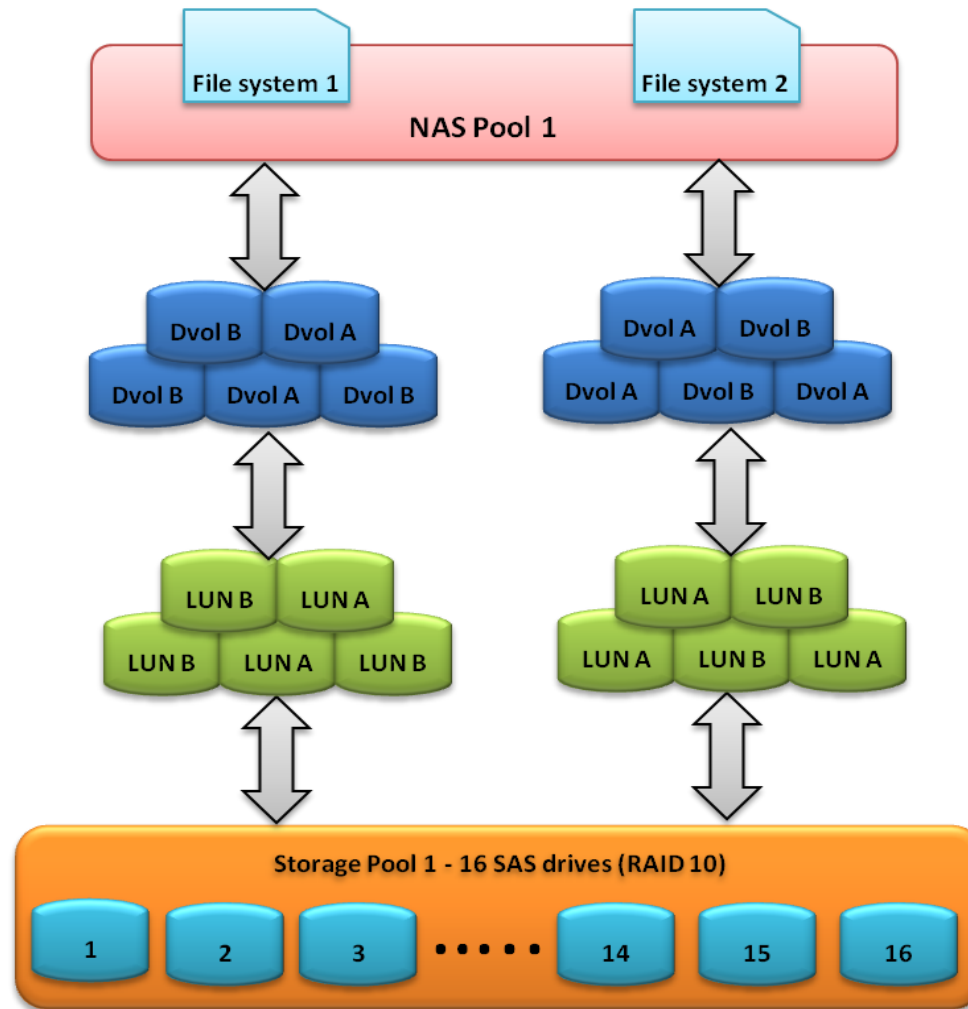 File system 1
File system 2
NAS Pool 1
Dvol B
Dvol A
Dvol A
Dvol B
Dvol B
Dvol A
Dvol B
Dvol A
Dvol B
Dvol A
LUN B
LUN A
LUN A
LUN B
LUN B
LUN A
LUN B
LUN A
LUN B
LUN A
Storage Pool 1 - 16 SAS drives (RAID 10)
1
2
3
.....
14
15
16